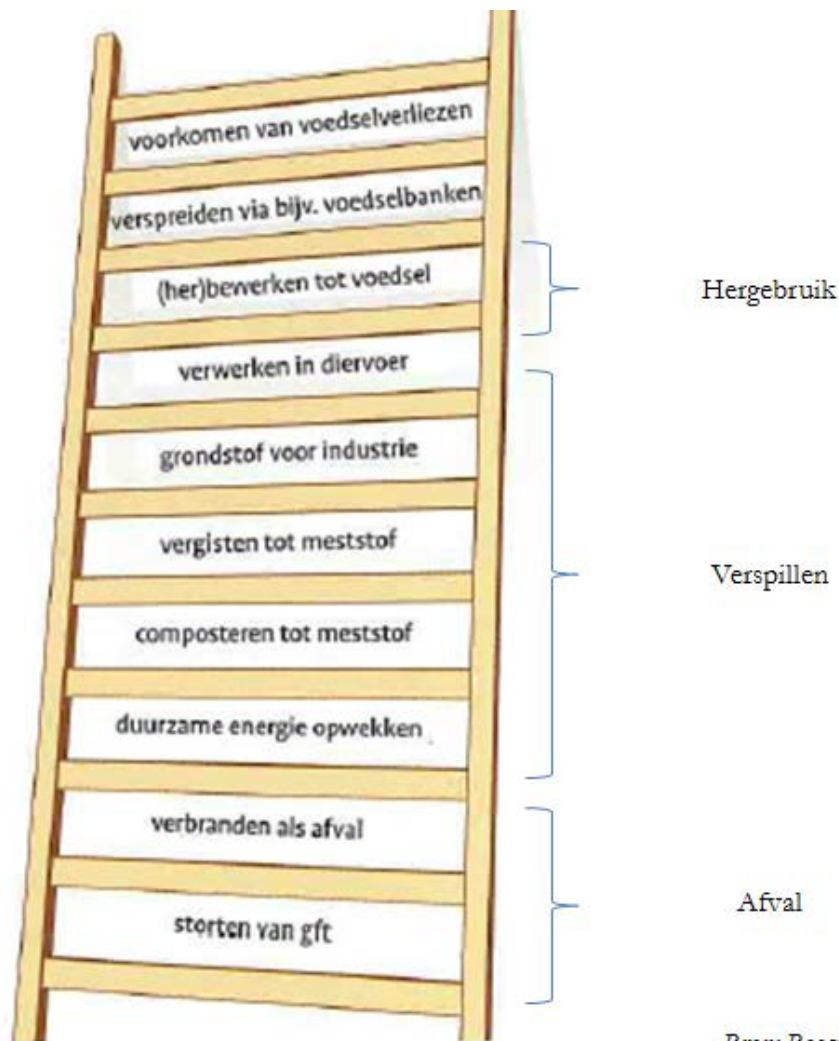 voorkomen van voedselverliezen
verspreiden via bijv. voedselbanken
(her)bewerken tot voedsel
Hergebruik
verwerken in diervoer
grondstof voor industrie
vergisten tot meststof
Verspillen
composteren tot meststof
duurzame energie opwekken
verbranden als afval
Afval
storten van gft